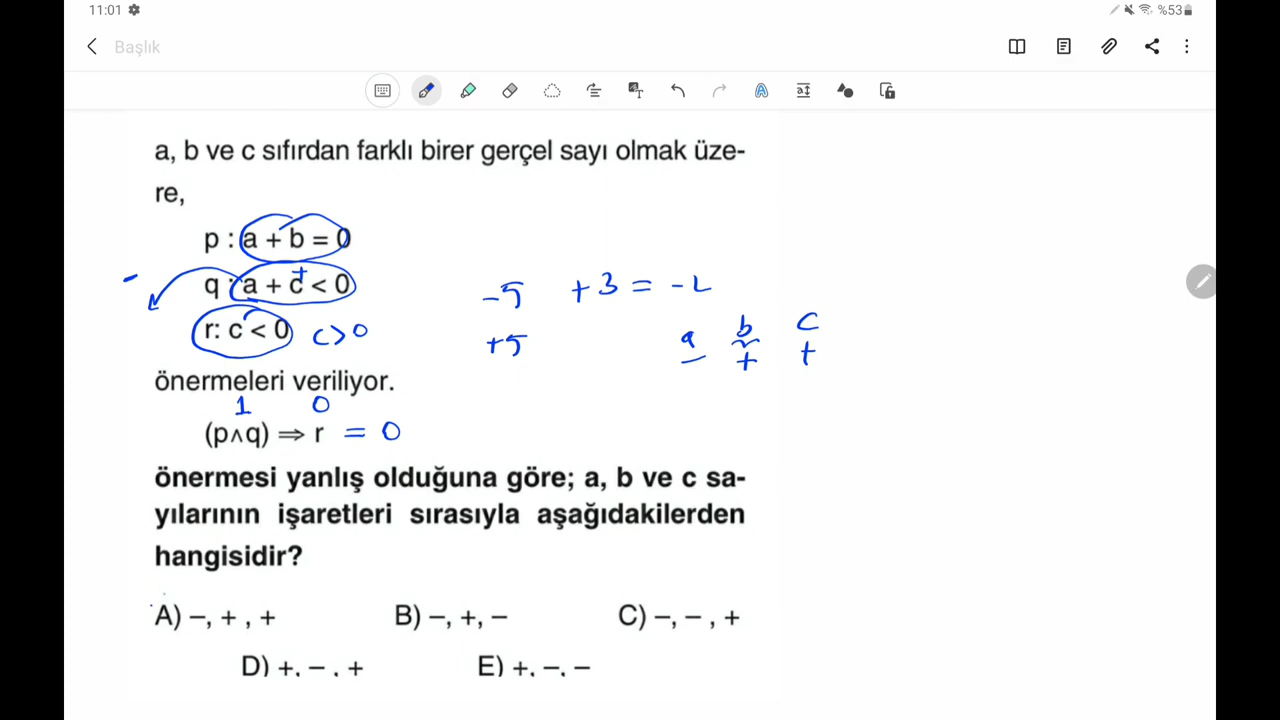 11:01 %53
Başlık
a, b ve c sıfırdan farklı birer gerçel sayı olmak üze-
re,
p : a + b = 0
q : a + c < 0
+
-5 +3 = -2
r: c < 0 c > 0
+5
a b c
- + +
önermeleri veriliyor.
1 0
(p∧q) ⇒ r = 0
önermesi yanlış olduğuna göre; a, b ve c sa-
yılarının işaretleri sırasıyla aşağıdakilerden
hangisidir?
A) –, + , + B) –, +, – C) –, – , +
D) +, – , + E) +, –, –